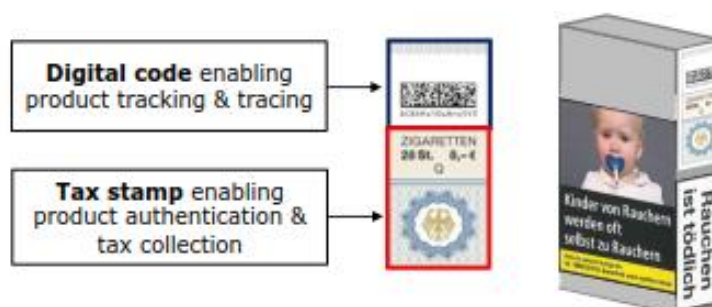 Digital code enabling
product tracking & tracing
Tax stamp enabling
product authentication &
tax collection
ZIGARETTEN
20 St. 8,– €
Q
Kinder von Rauchern
werden oft
selbst zu Rauchern
Rauchen
ist tödlich